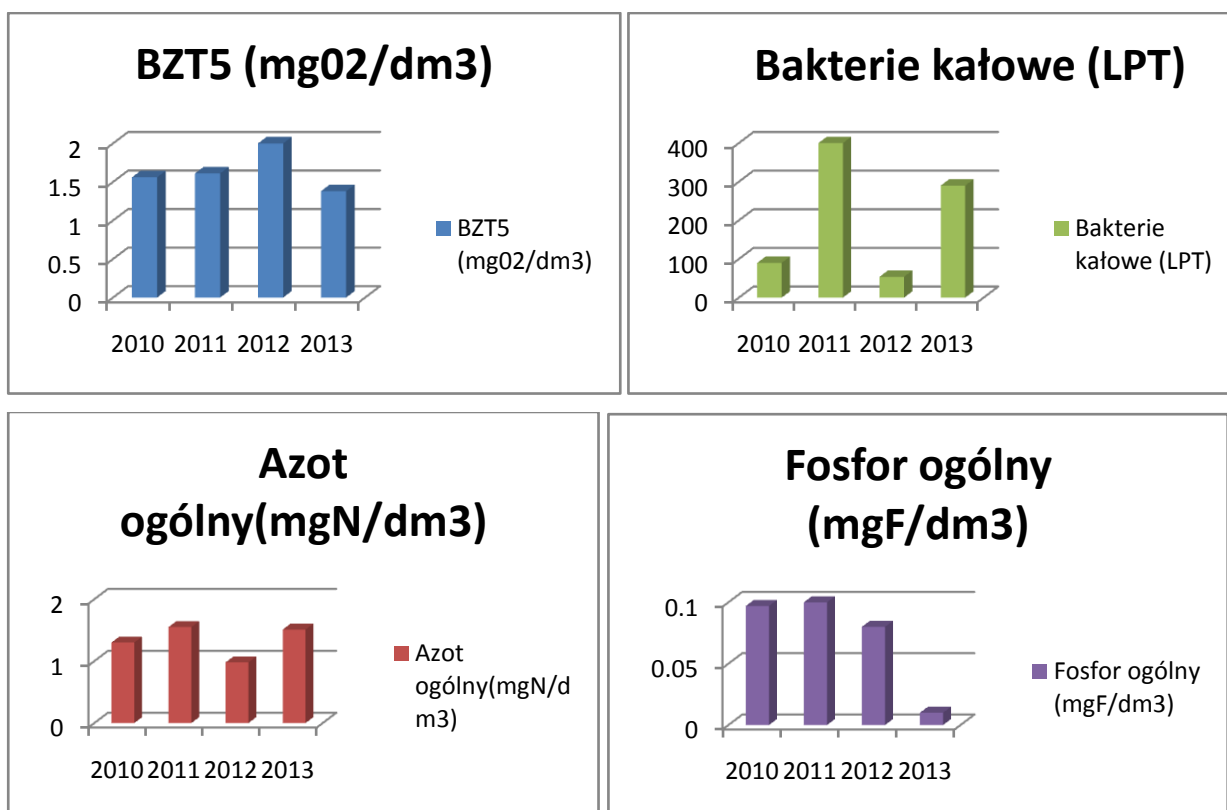 BZT5 (mg02/dm3)
2
1.5
1
0.5
0
2010 2011 2012 2013
BZT5
(mg02/dm3)
Bakterie kałowe (LPT)
400
300
200
100
0
2010 2011 2012 2013
Bakterie
kałowe (LPT)
Azot
ogólny(mgN/dm3)
2
1
0
2010 2011 2012 2013
Azot
ogólny(mgN/d
m3)
Fosfor ogólny
(mgF/dm3)
0.1
0.05
0
2010 2011 2012 2013
Fosfor ogólny
(mgF/dm3)